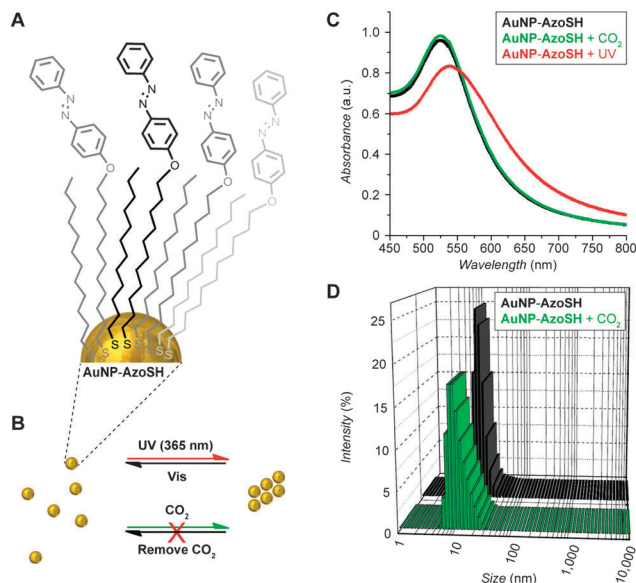 A
N
N
O
N
N
O
N
N
O
N
N
O
S
S
S
S
S
S
S
AuNP-AzoSH
B
UV (365 nm)
Vis
CO2
X
Remove CO2
C
AuNP-AzoSH
AuNP-AzoSH + CO2
AuNP-AzoSH + UV
Absorbance (a.u.)
1.0
0.8
0.6
0.4
0.2
0
450
500
550
600
650
700
750
800
Wavelength (nm)
D
AuNP-AzoSH
AuNP-AzoSH + CO2
Intensity (%)
25
20
15
10
5
0
1
10
100
1,000
10,000
Size (nm)